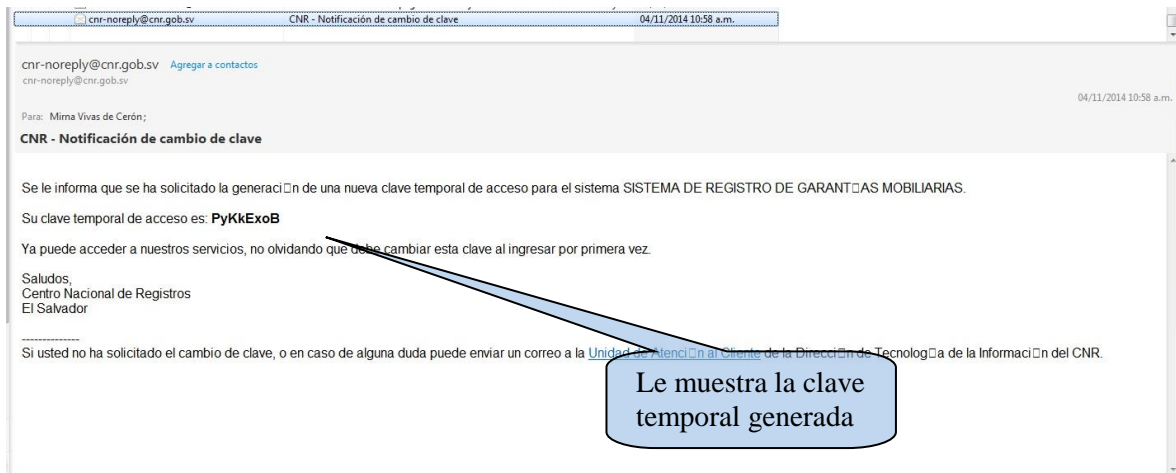 cnr-noreply@cnr.gob.sv CNR - Notificación de cambio de clave 04/11/2014 10:58 a.m.
cnr-noreply@cnr.gob.sv Agregar a contactos
cnr-noreply@cnr.gob.sv
04/11/2014 10:58 a.m.
Para: Mirna Vivas de Cerón;
CNR - Notificación de cambio de clave
Se le informa que se ha solicitado la generaci□n de una nueva clave temporal de acceso para el sistema SISTEMA DE REGISTRO DE GARANT□AS MOBILIARIAS.
Su clave temporal de acceso es: PyKkExoB
Ya puede acceder a nuestros servicios, no olvidando que debe cambiar esta clave al ingresar por primera vez.
Saludos,
Centro Nacional de Registros
El Salvador
--------------
Si usted no ha solicitado el cambio de clave, o en caso de alguna duda puede enviar un correo a la Unidad de Atenci□n al Cliente de la Direcci□n de Tecnolog□a de la Informaci□n del CNR.
Le muestra la clave
temporal generada